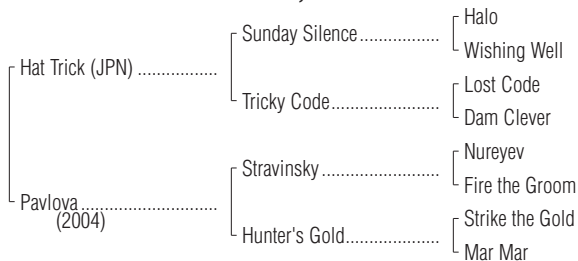 Halo
Sunday Silence..................
Wishing Well
Hat Trick (JPN) .................
Lost Code
Tricky Code........................
Dam Clever
Nureyev
Stravinsky..........................
Fire the Groom
Pavlova..............................
(2004)
Strike the Gold
Hunter's Gold.....................
Mar Mar